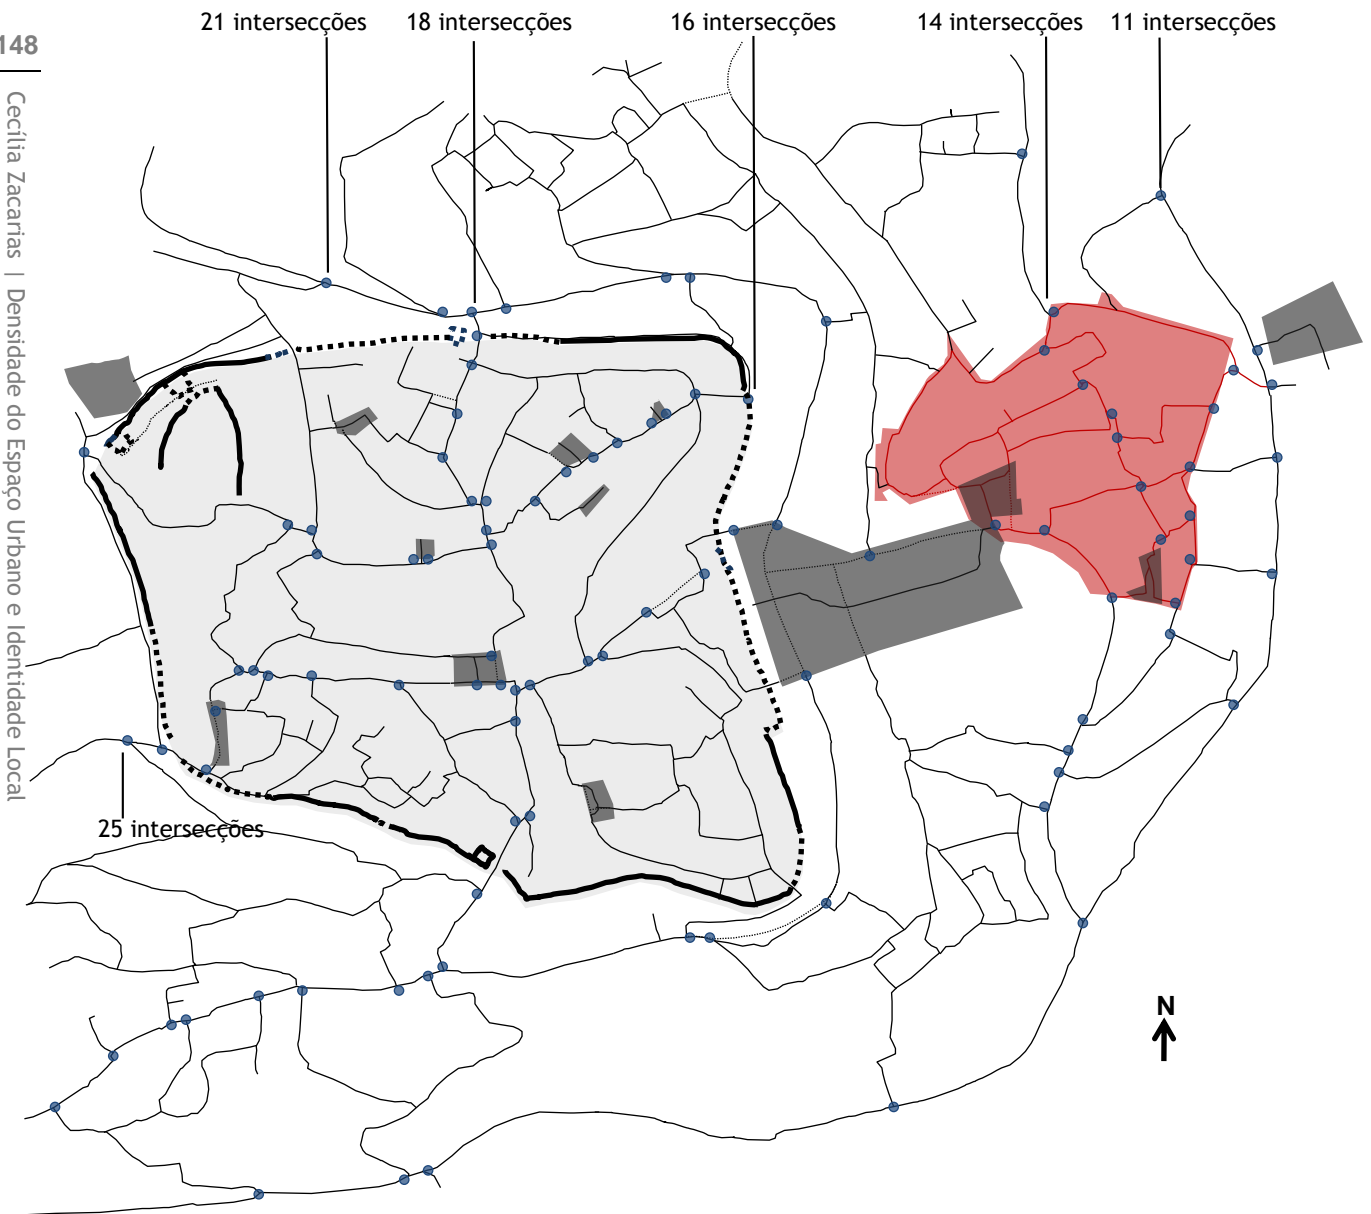 21 intersecções
18 intersecções
16 intersecções
14 intersecções
11 intersecções
148
Cecília Zacarias | Densidade do Espaço Urbano e Identidade Local
25 intersecções
N